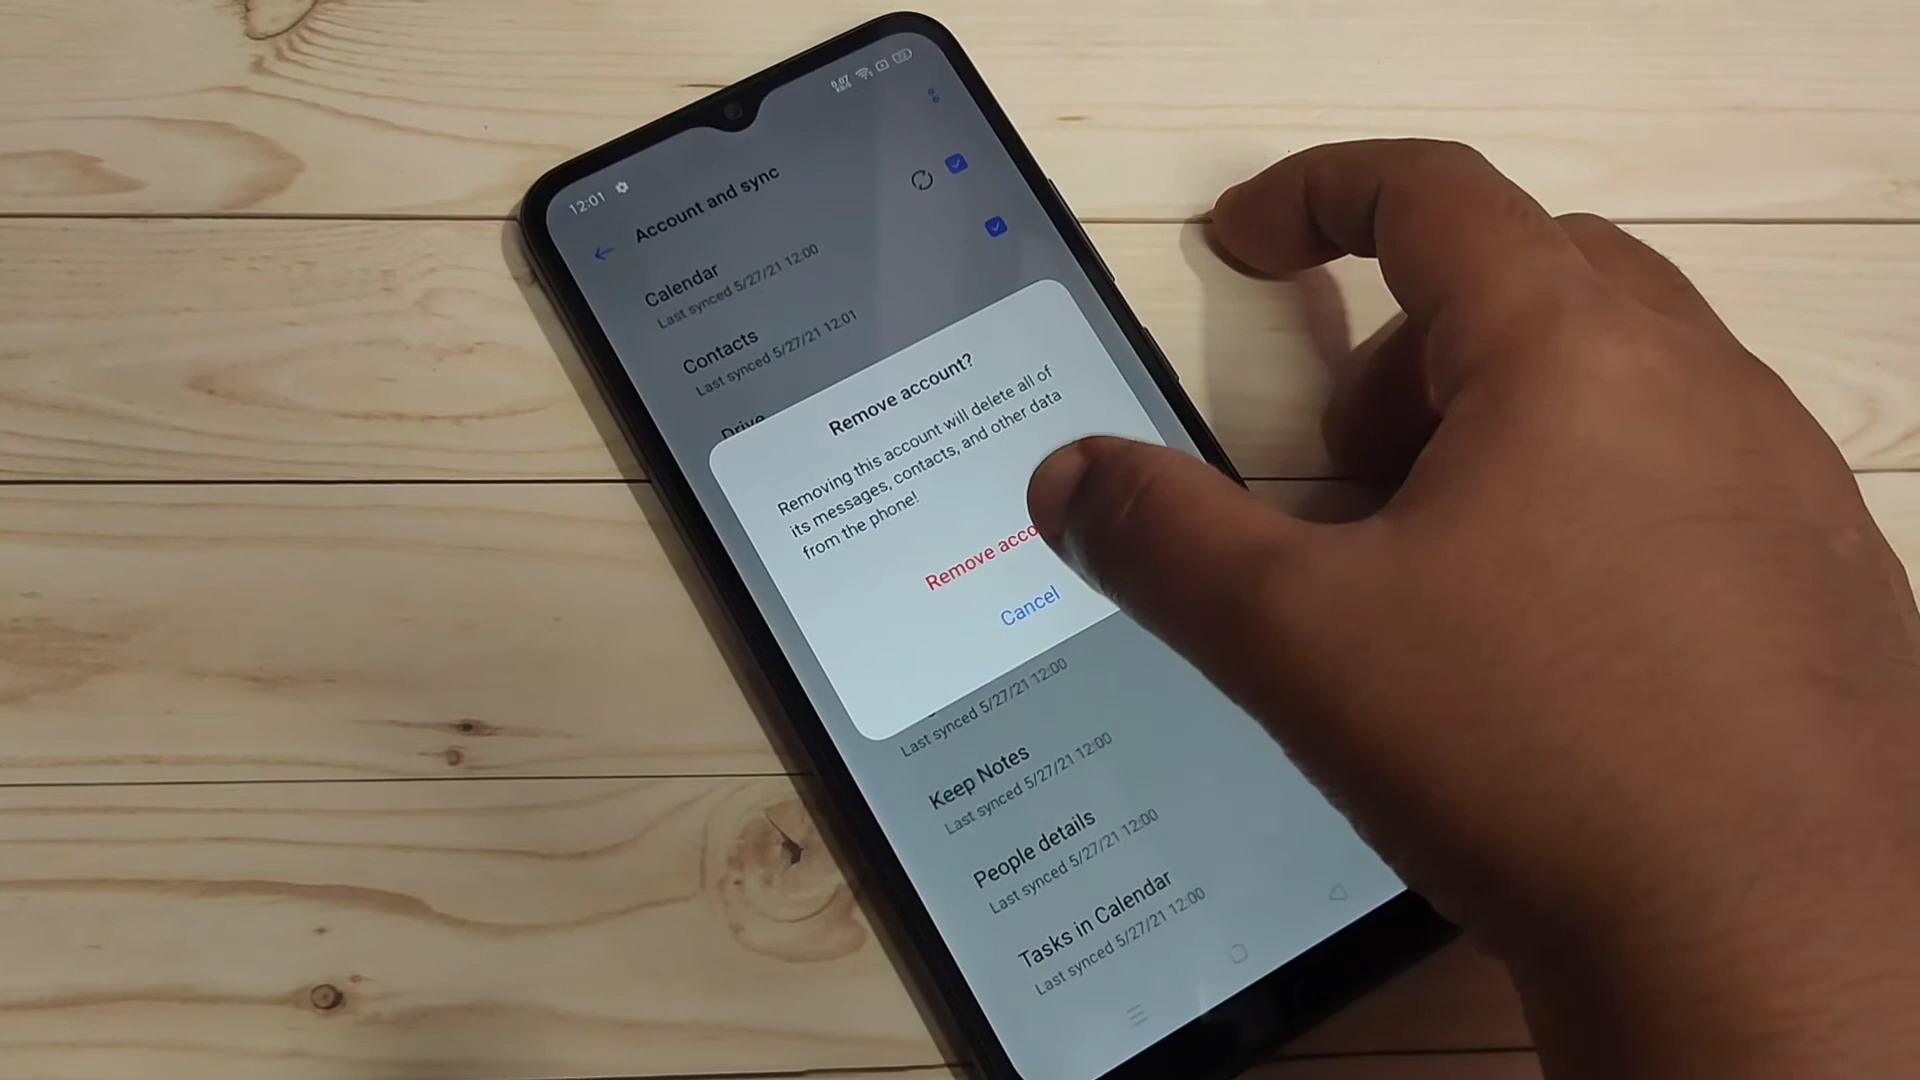 12:01
Account and sync
Calendar
Last synced 5/27/21 12:00
Contacts
Last synced 5/27/21 12:01
Drive
Remove account?
Removing this account will delete all of
its messages, contacts, and other data
from the phone!
Remove acco
Cancel
Last synced 5/27/21 12:00
Keep Notes
Last synced 5/27/21 12:00
People details
Last synced 5/27/21 12:00
Tasks in Calendar
Last synced 5/27/21 12:00